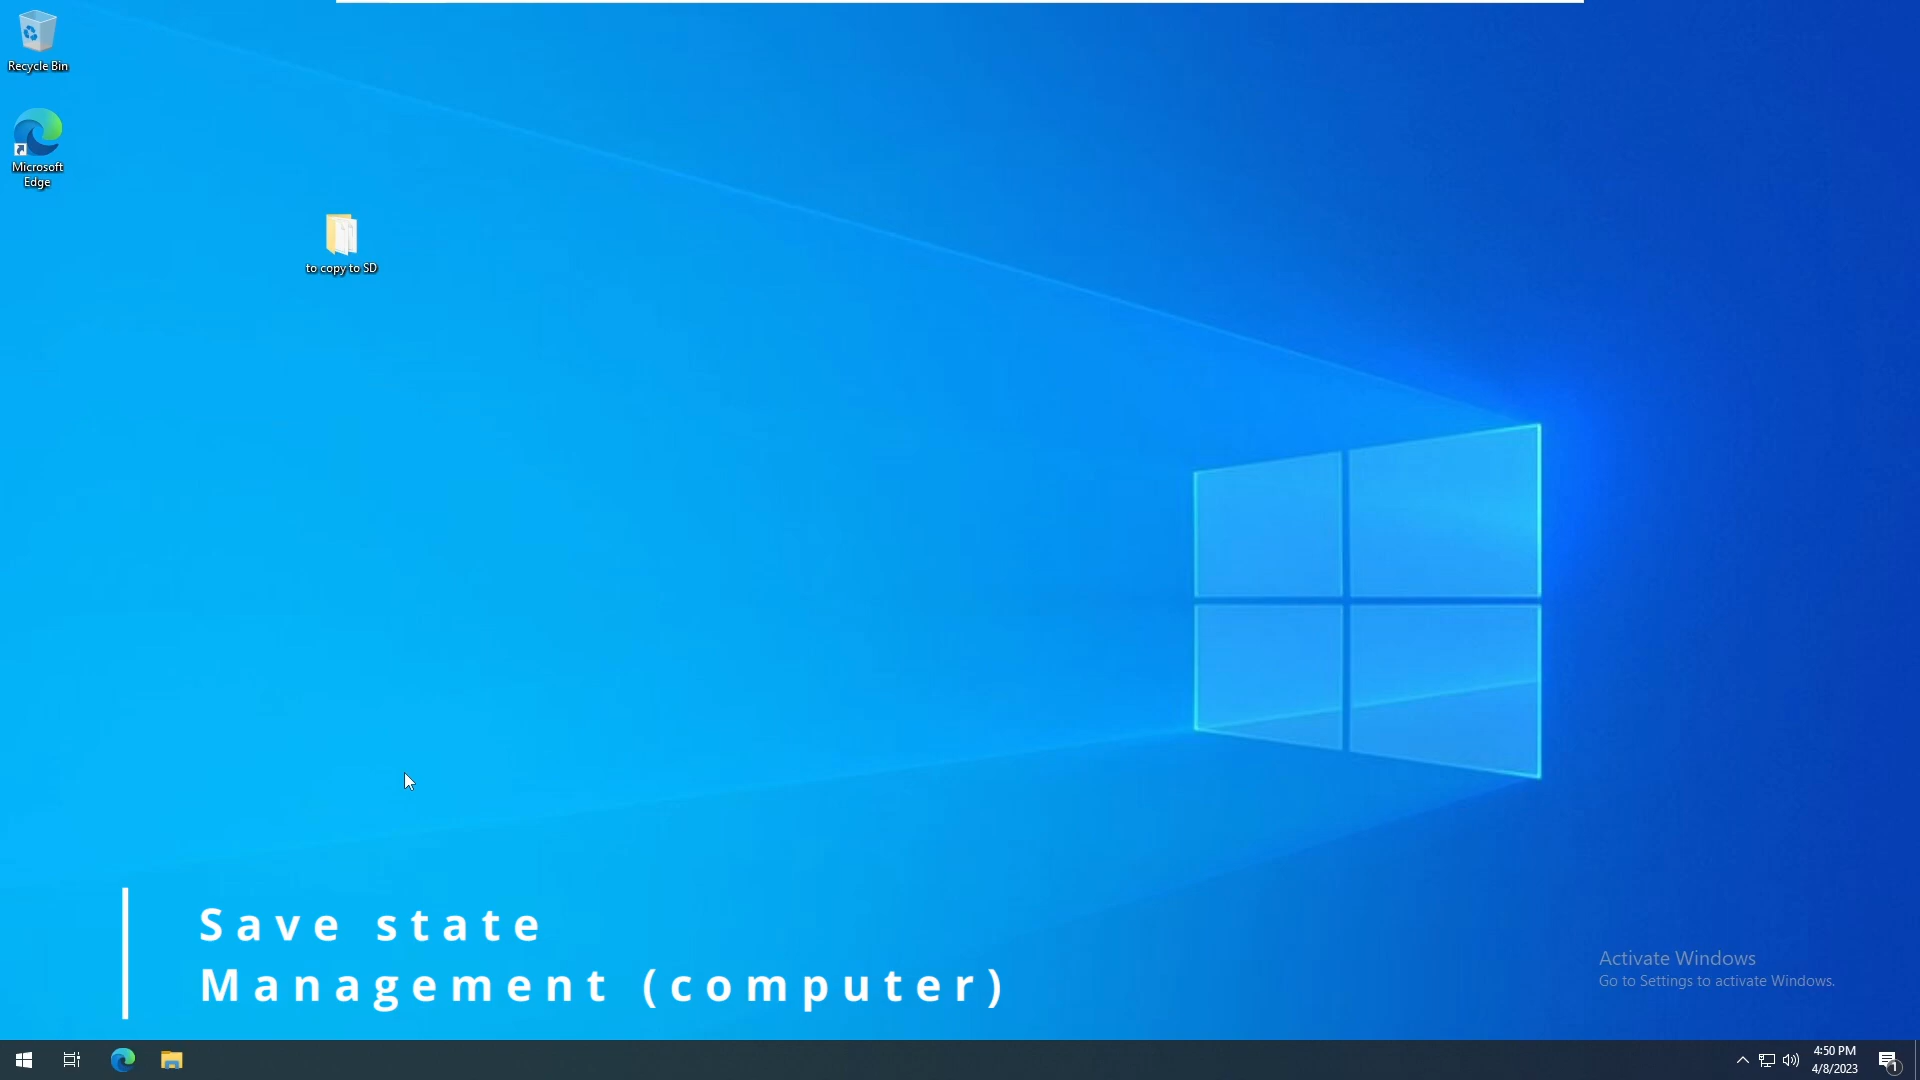 Recycle Bin
Microsoft
Edge
to copy to SD
Save state
Management (computer)
Activate Windows
Go to Settings to activate Windows.
4:50 PM
4/8/2023
1